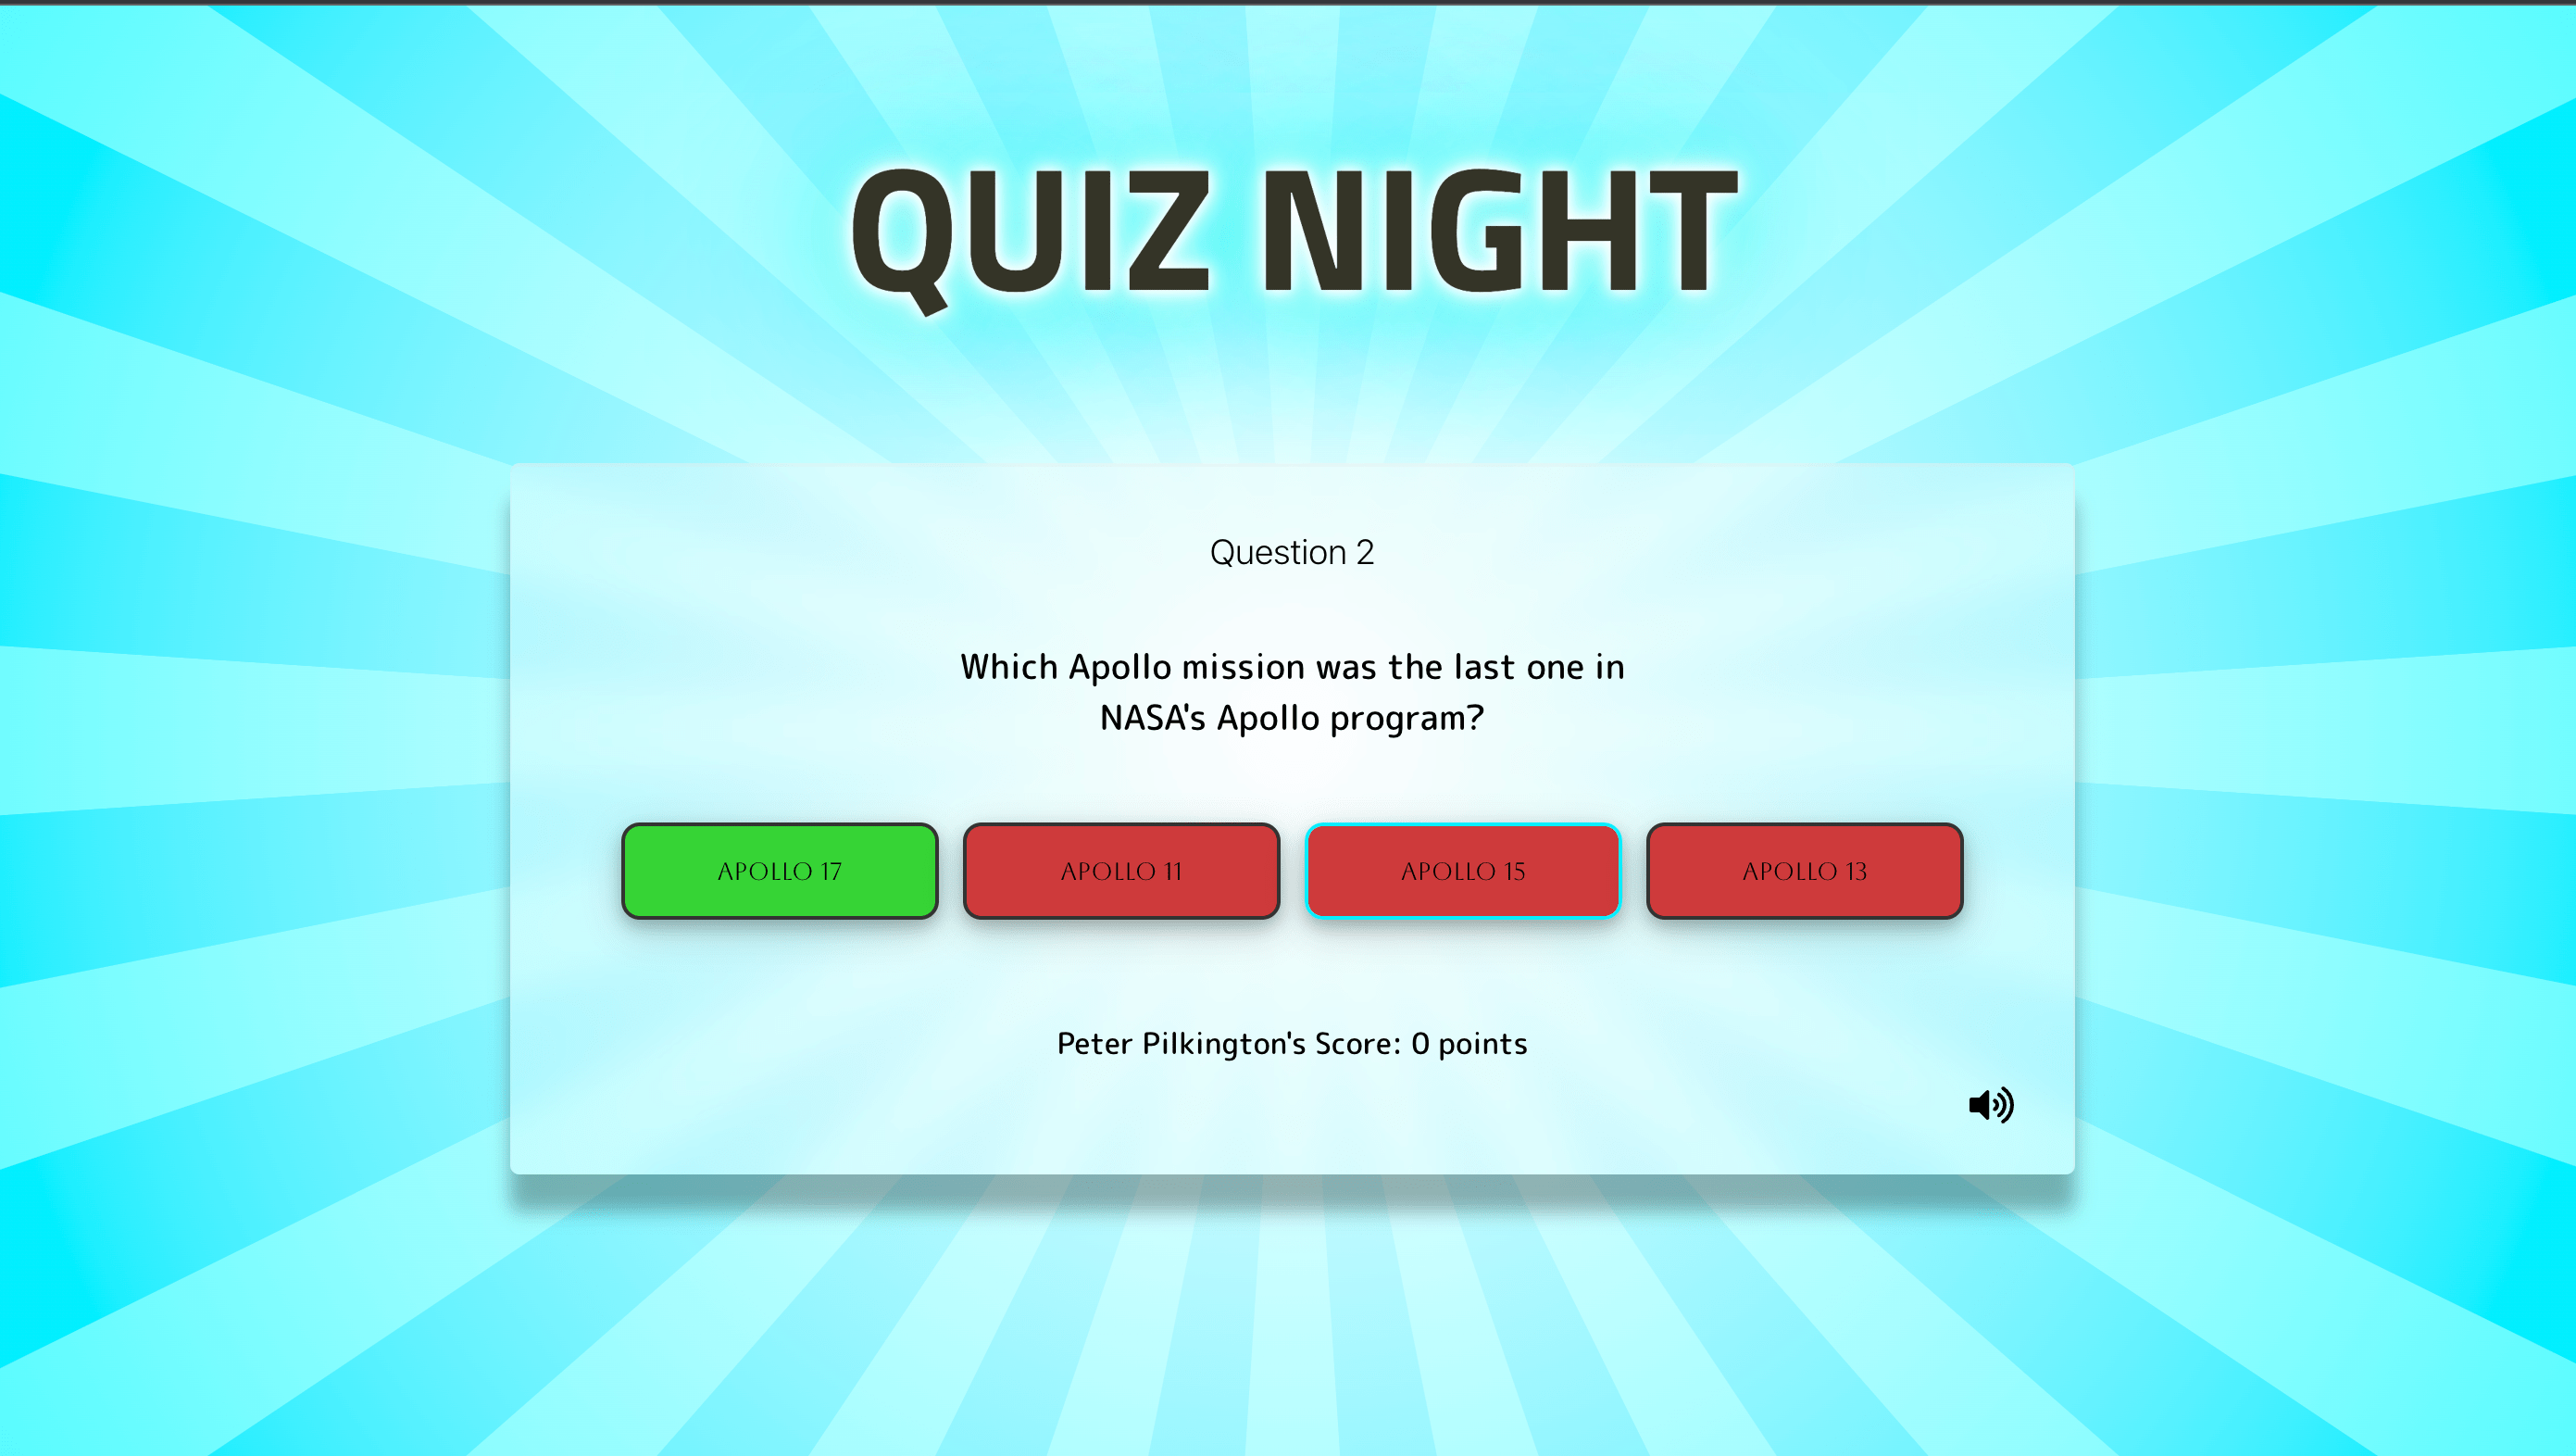 QUIZ NIGHT
Question 2
Which Apollo mission was the last one in
NASA's Apollo program?
APOLLO 17
APOLLO 11
APOLLO 15
APOLLO 13
Peter Pilkington's Score: 0 points